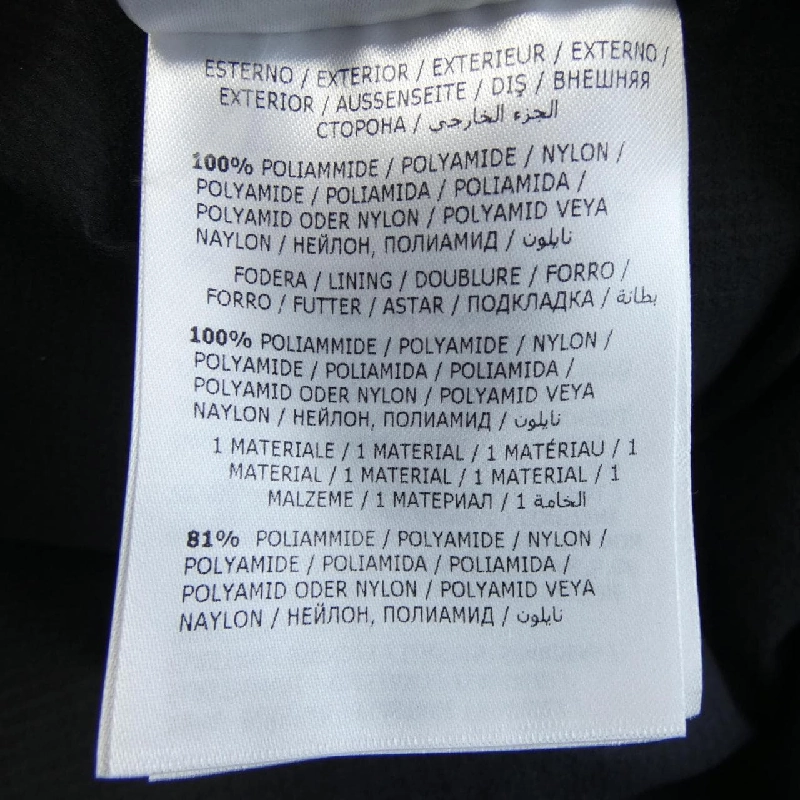 ESTERNO / EXTERIOR / EXTERIEUR / EXTERNO /
EXTERIOR / AUSSENSEITE / DIŞ / ВНЕШНЯЯ
СТОРОНА / الجزء الخارجي
100% POLIAMMIDE / POLYAMIDE / NYLON /
POLYAMIDE / POLIAMIDA / POLIAMIDA /
POLYAMID ODER NYLON / POLYAMID VEYA
NAYLON / НЕЙЛОН, ПОЛИАМИД / نايلون
FODERA / LINING / DOUBLURE / FORRO /
FORRO / FUTTER / ASTAR / ПОДКЛАДКА / بطانة
100% POLIAMMIDE / POLYAMIDE / NYLON /
POLYAMIDE / POLIAMIDA / POLIAMIDA /
POLYAMID ODER NYLON / POLYAMID VEYA
NAYLON / НЕЙЛОН, ПОЛИАМИД / نايلون
1 MATERIALE / 1 MATERIAL / 1 MATÉRIAU / 1
MATERIAL / 1 MATERIAL / 1 MATERIAL / 1
MALZEME / 1 МАТЕРИАЛ / 1 الخامة
81% POLIAMMIDE / POLYAMIDE / NYLON /
POLYAMIDE / POLIAMIDA / POLIAMIDA /
POLYAMID ODER NYLON / POLYAMID VEYA
NAYLON / НЕЙЛОН, ПОЛИАМИД / نايلون